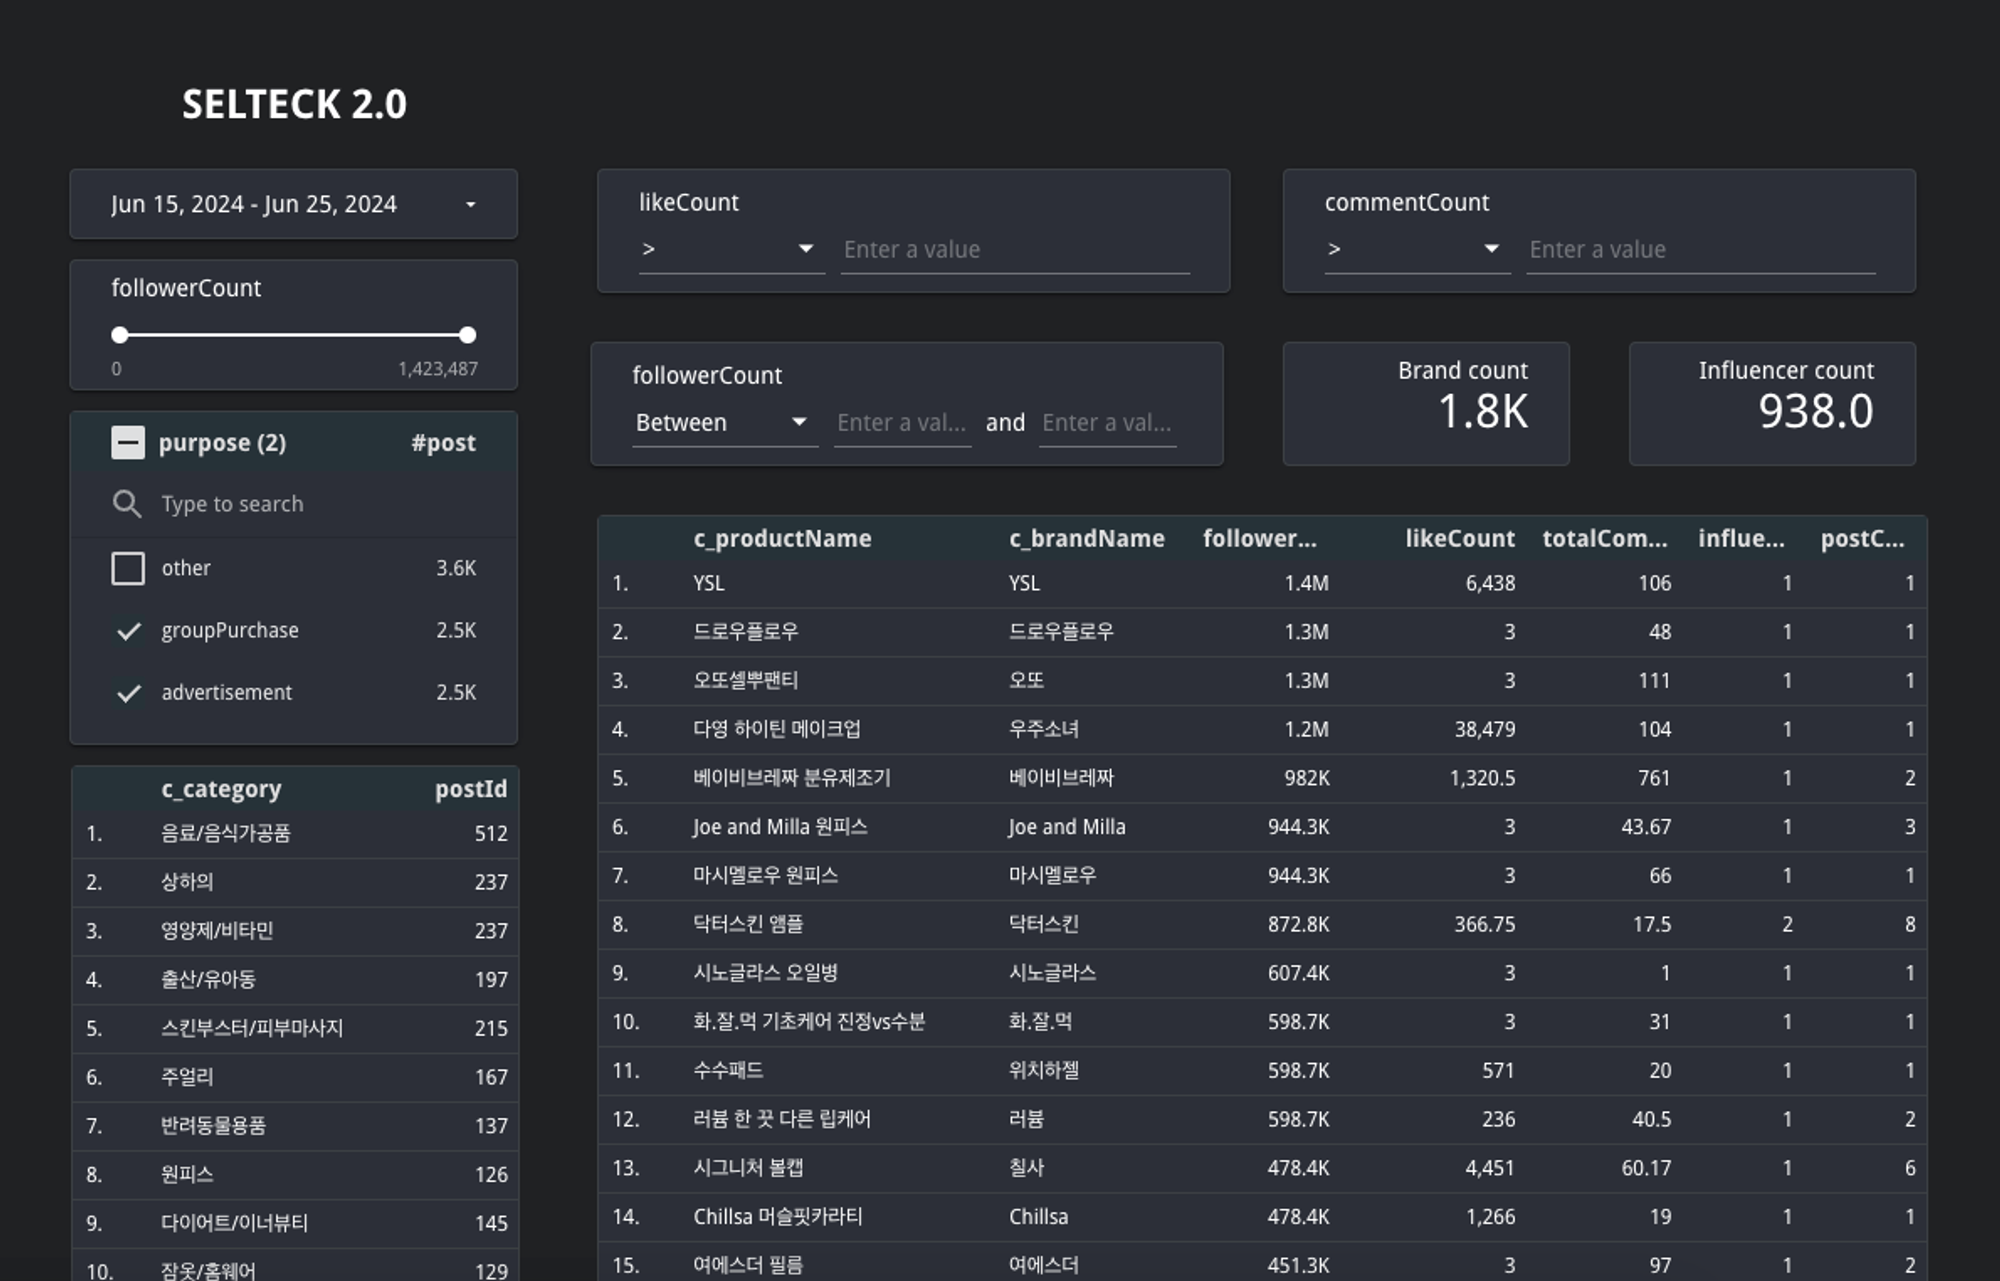 SELTECK 2.0
Jun 15, 2024 - Jun 25, 2024
followerCount
0 1,423,487
purpose (2) #post
Type to search
other 3.6K
groupPurchase 2.5K
advertisement 2.5K
c_category postId
1. 음료/음식가공품 512
2. 상하의 237
3. 영양제/비타민 237
4. 출산/유아동 197
5. 스킨부스터/피부마사지 215
6. 주얼리 167
7. 반려동물용품 137
8. 원피스 126
9. 다이어트/이너뷰티 145
10. 잠옷/홈웨어 129
likeCount
> Enter a value
commentCount
> Enter a value
followerCount
Between Enter a val... and Enter a val...
Brand count
1.8K
Influencer count
938.0
c_productName c_brandName follower... likeCount totalCom... influe... postC...
1. YSL YSL 1.4M 6,438 106 1 1
2. 드로우플로우 드로우플로우 1.3M 3 48 1 1
3. 오또셀뿌팬티 오또 1.3M 3 111 1 1
4. 다영 하이틴 메이크업 우주소녀 1.2M 38,479 104 1 1
5. 베이비브레짜 분유제조기 베이비브레짜 982K 1,320.5 761 1 2
6. Joe and Milla 원피스 Joe and Milla 944.3K 3 43.67 1 3
7. 마시멜로우 원피스 마시멜로우 944.3K 3 66 1 1
8. 닥터스킨 앰플 닥터스킨 872.8K 366.75 17.5 2 8
9. 시노글라스 오일병 시노글라스 607.4K 3 1 1 1
10. 화.잘.먹 기초케어 진정vs수분 화.잘.먹 598.7K 3 31 1 1
11. 수수패드 위치하젤 598.7K 571 20 1 1
12. 러븀 한 끗 다른 립케어 러븀 598.7K 236 40.5 1 2
13. 시그니처 볼캡 칠사 478.4K 4,451 60.17 1 6
14. Chillsa 머슬핏카라티 Chillsa 478.4K 1,266 19 1 1
15. 여에스더 필름 여에스더 451.3K 3 97 1 2